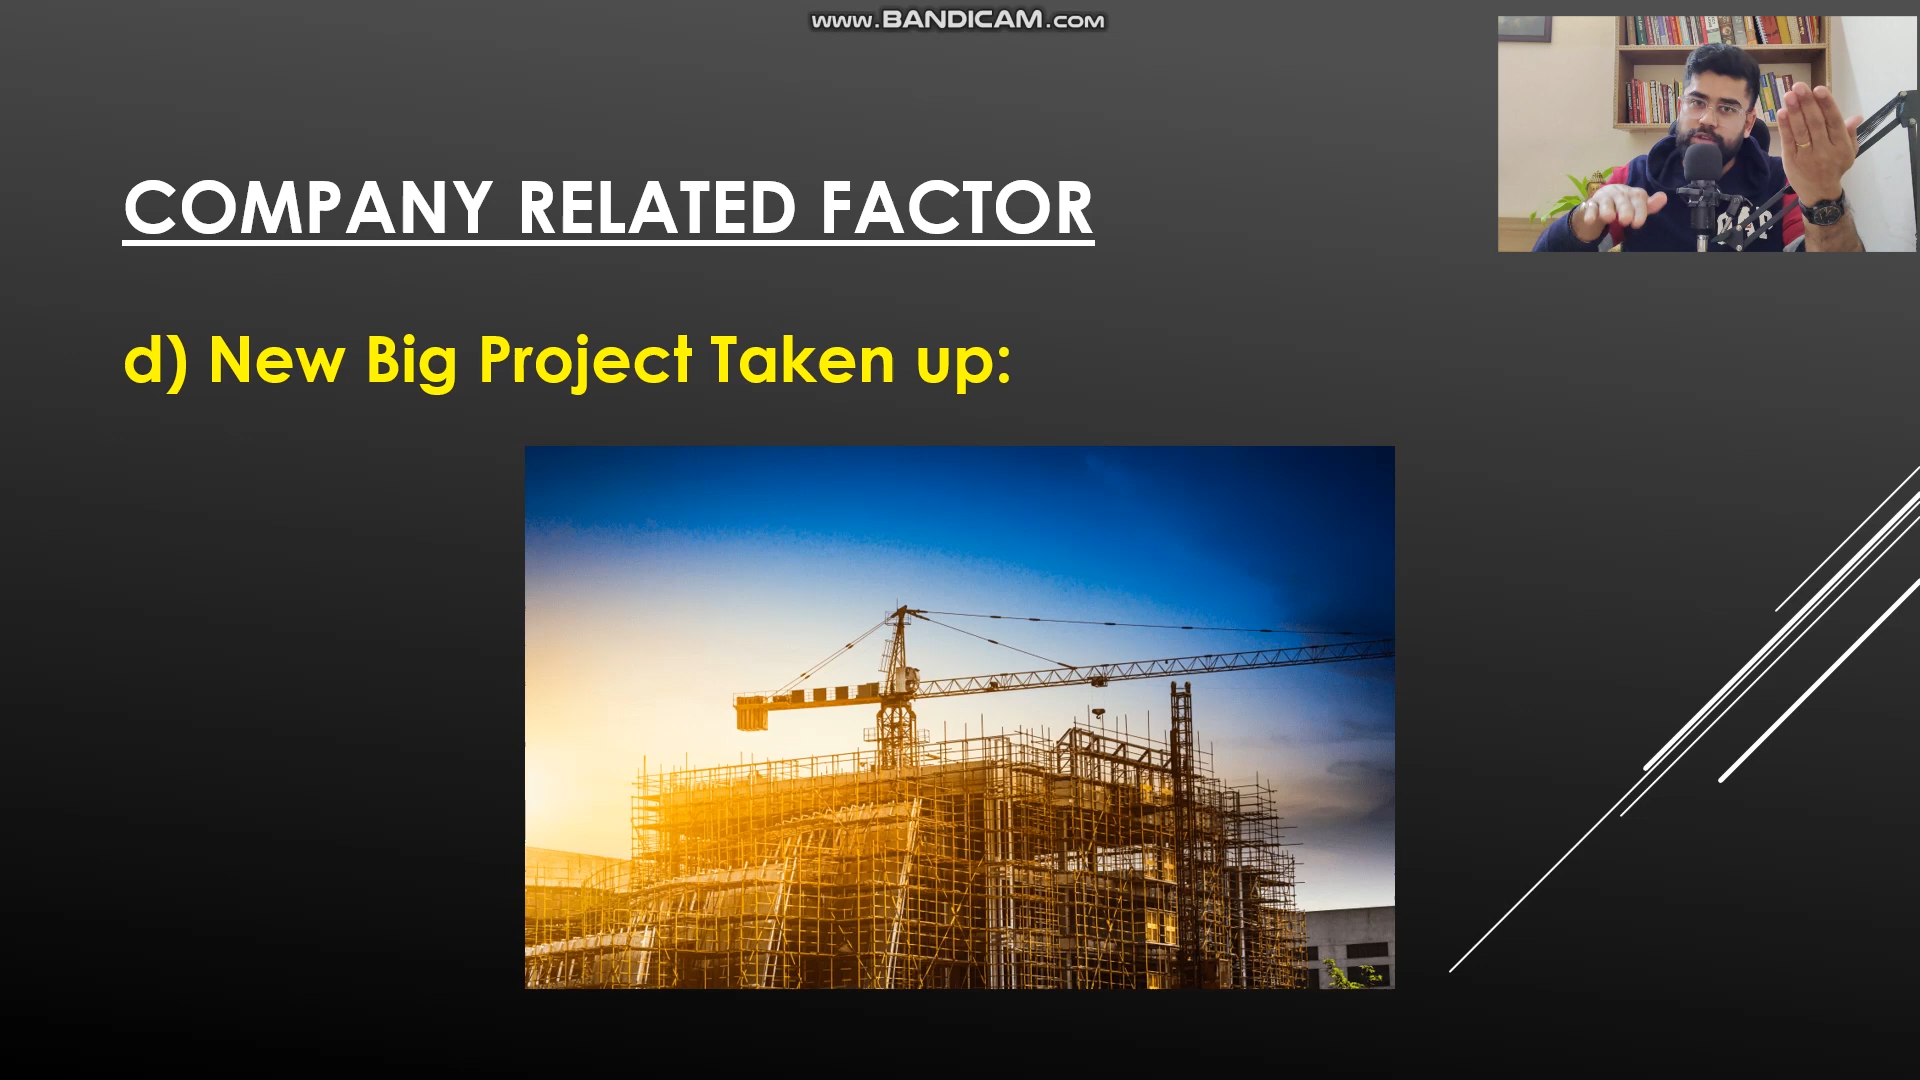 www.BANDICAM.com
COMPANY RELATED FACTOR
d) New Big Project Taken up: